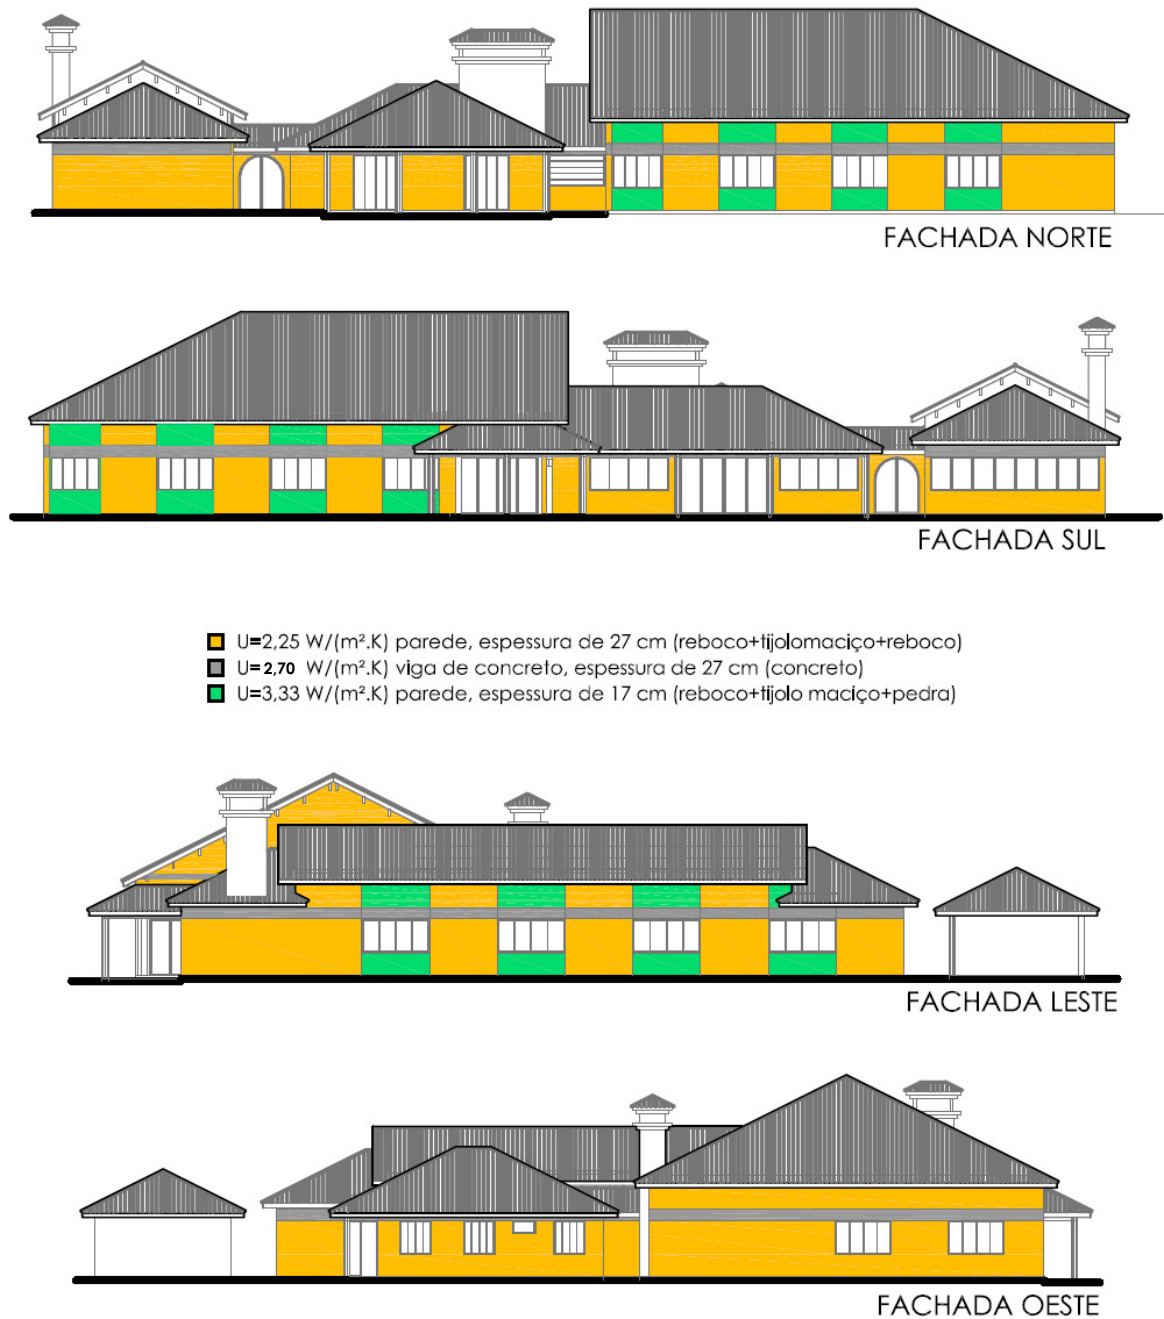 FACHADA NORTE
FACHADA SUL
U=2,25 W/(m².K) parede, espessura de 27 cm (reboco+tijolomaciço+reboco)
U=2,70 W/(m².K) viga de concreto, espessura de 27 cm (concreto)
U=3,33 W/(m².K) parede, espessura de 17 cm (reboco+tijolo maciço+pedra)
FACHADA LESTE
FACHADA OESTE